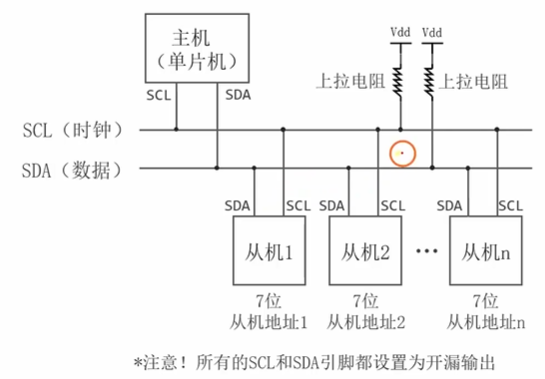 主机
（单片机）
Vdd
Vdd
上拉电阻
上拉电阻
SCL
SDA
SCL（时钟）
SDA（数据）
SDA
SCL
SDA
SCL
SDA
SCL
从机1
从机2
...
从机n
7位
从机地址1
7位
从机地址2
7位
从机地址n
*注意！所有的SCL和SDA引脚都设置为开漏输出